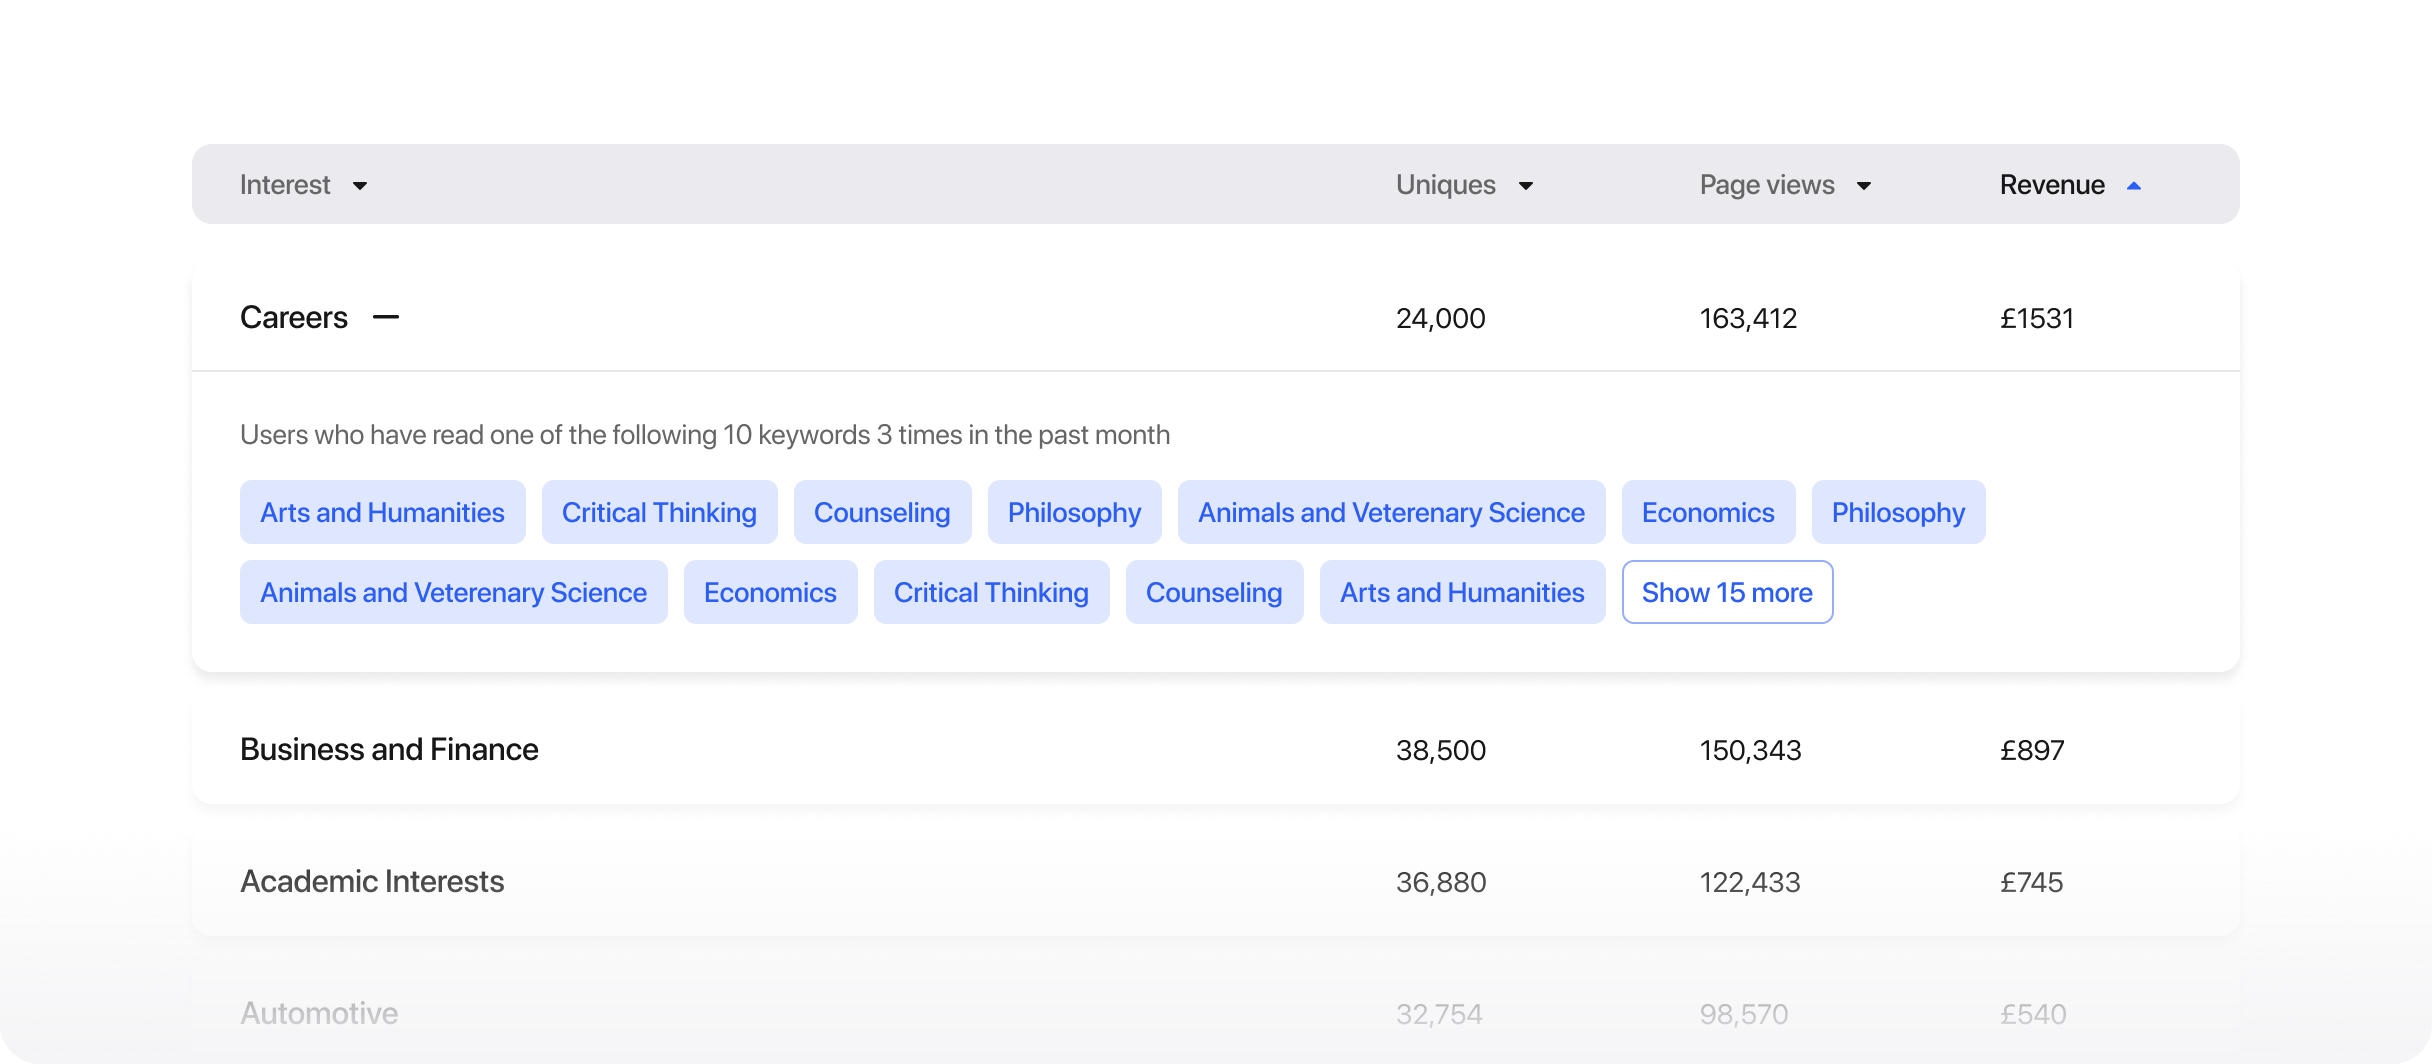 Interest Uniques Page views Revenue
Careers 24,000 163,412 £1531
Users who have read one of the following 10 keywords 3 times in the past month
Arts and Humanities Critical Thinking Counseling Philosophy Animals and Veterenary Science Economics Philosophy
Animals and Veterenary Science Economics Critical Thinking Counseling Arts and Humanities Show 15 more
Business and Finance 38,500 150,343 £897
Academic Interests 36,880 122,433 £745
Automotive 32,754 98,570 £540